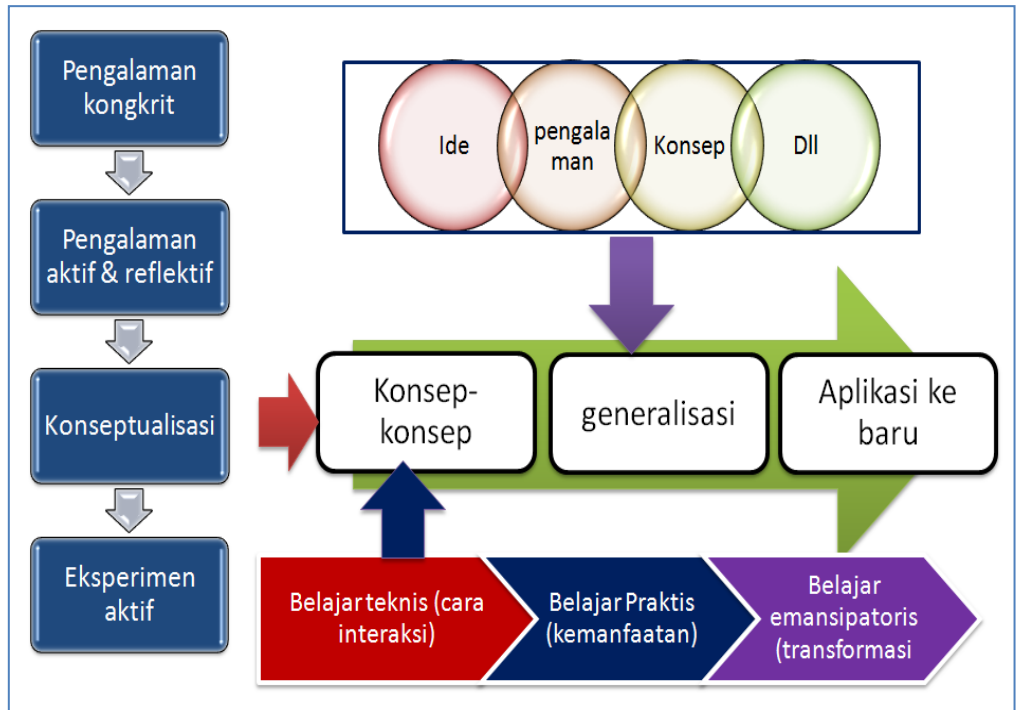 Pengalaman
kongkrit
Pengalaman
aktif & reflektif
Konseptualisasi
Eksperimen
aktif
Ide
pengala
man
Konsep
Dll
Konsep-
konsep
generalisasi
Aplikasi ke
baru
Belajar teknis (cara
interaksi)
Belajar Praktis
(kemanfaatan)
Belajar
emansipatoris
(transformasi